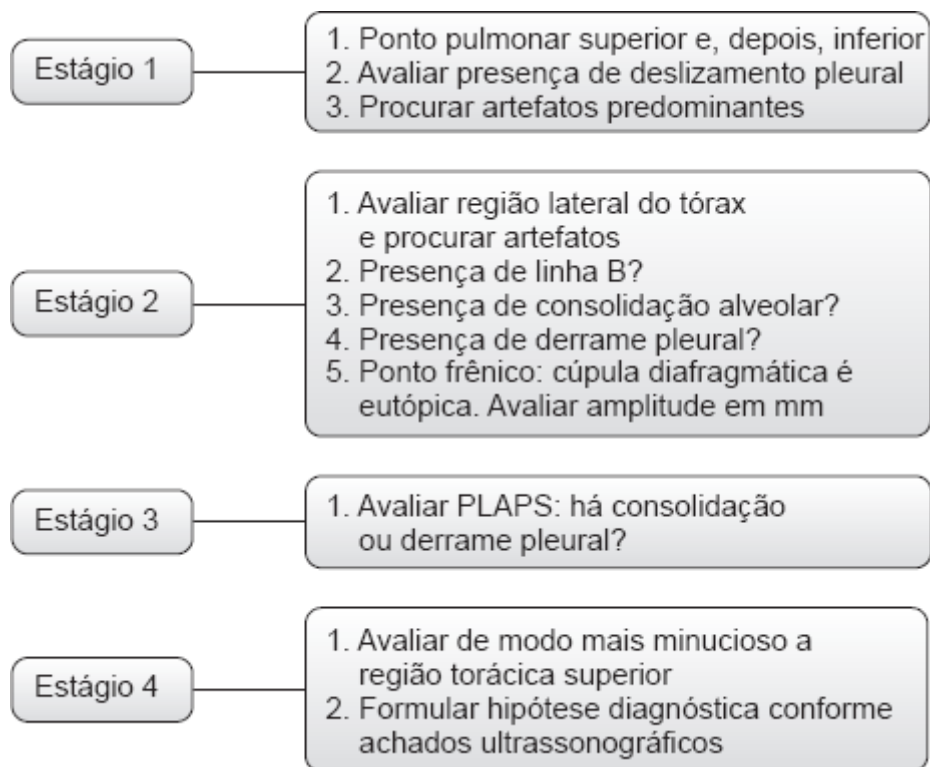 Estágio 1
1. Ponto pulmonar superior e, depois, inferior
2. Avaliar presença de deslizamento pleural
3. Procurar artefatos predominantes
Estágio 2
1. Avaliar região lateral do tórax
e procurar artefatos
2. Presença de linha B?
3. Presença de consolidação alveolar?
4. Presença de derrame pleural?
5. Ponto frênico: cúpula diafragmática é
eutópica. Avaliar amplitude em mm
Estágio 3
1. Avaliar PLAPS: há consolidação
ou derrame pleural?
Estágio 4
1. Avaliar de modo mais minucioso a
região torácica superior
2. Formular hipótese diagnóstica conforme
achados ultrassonográficos